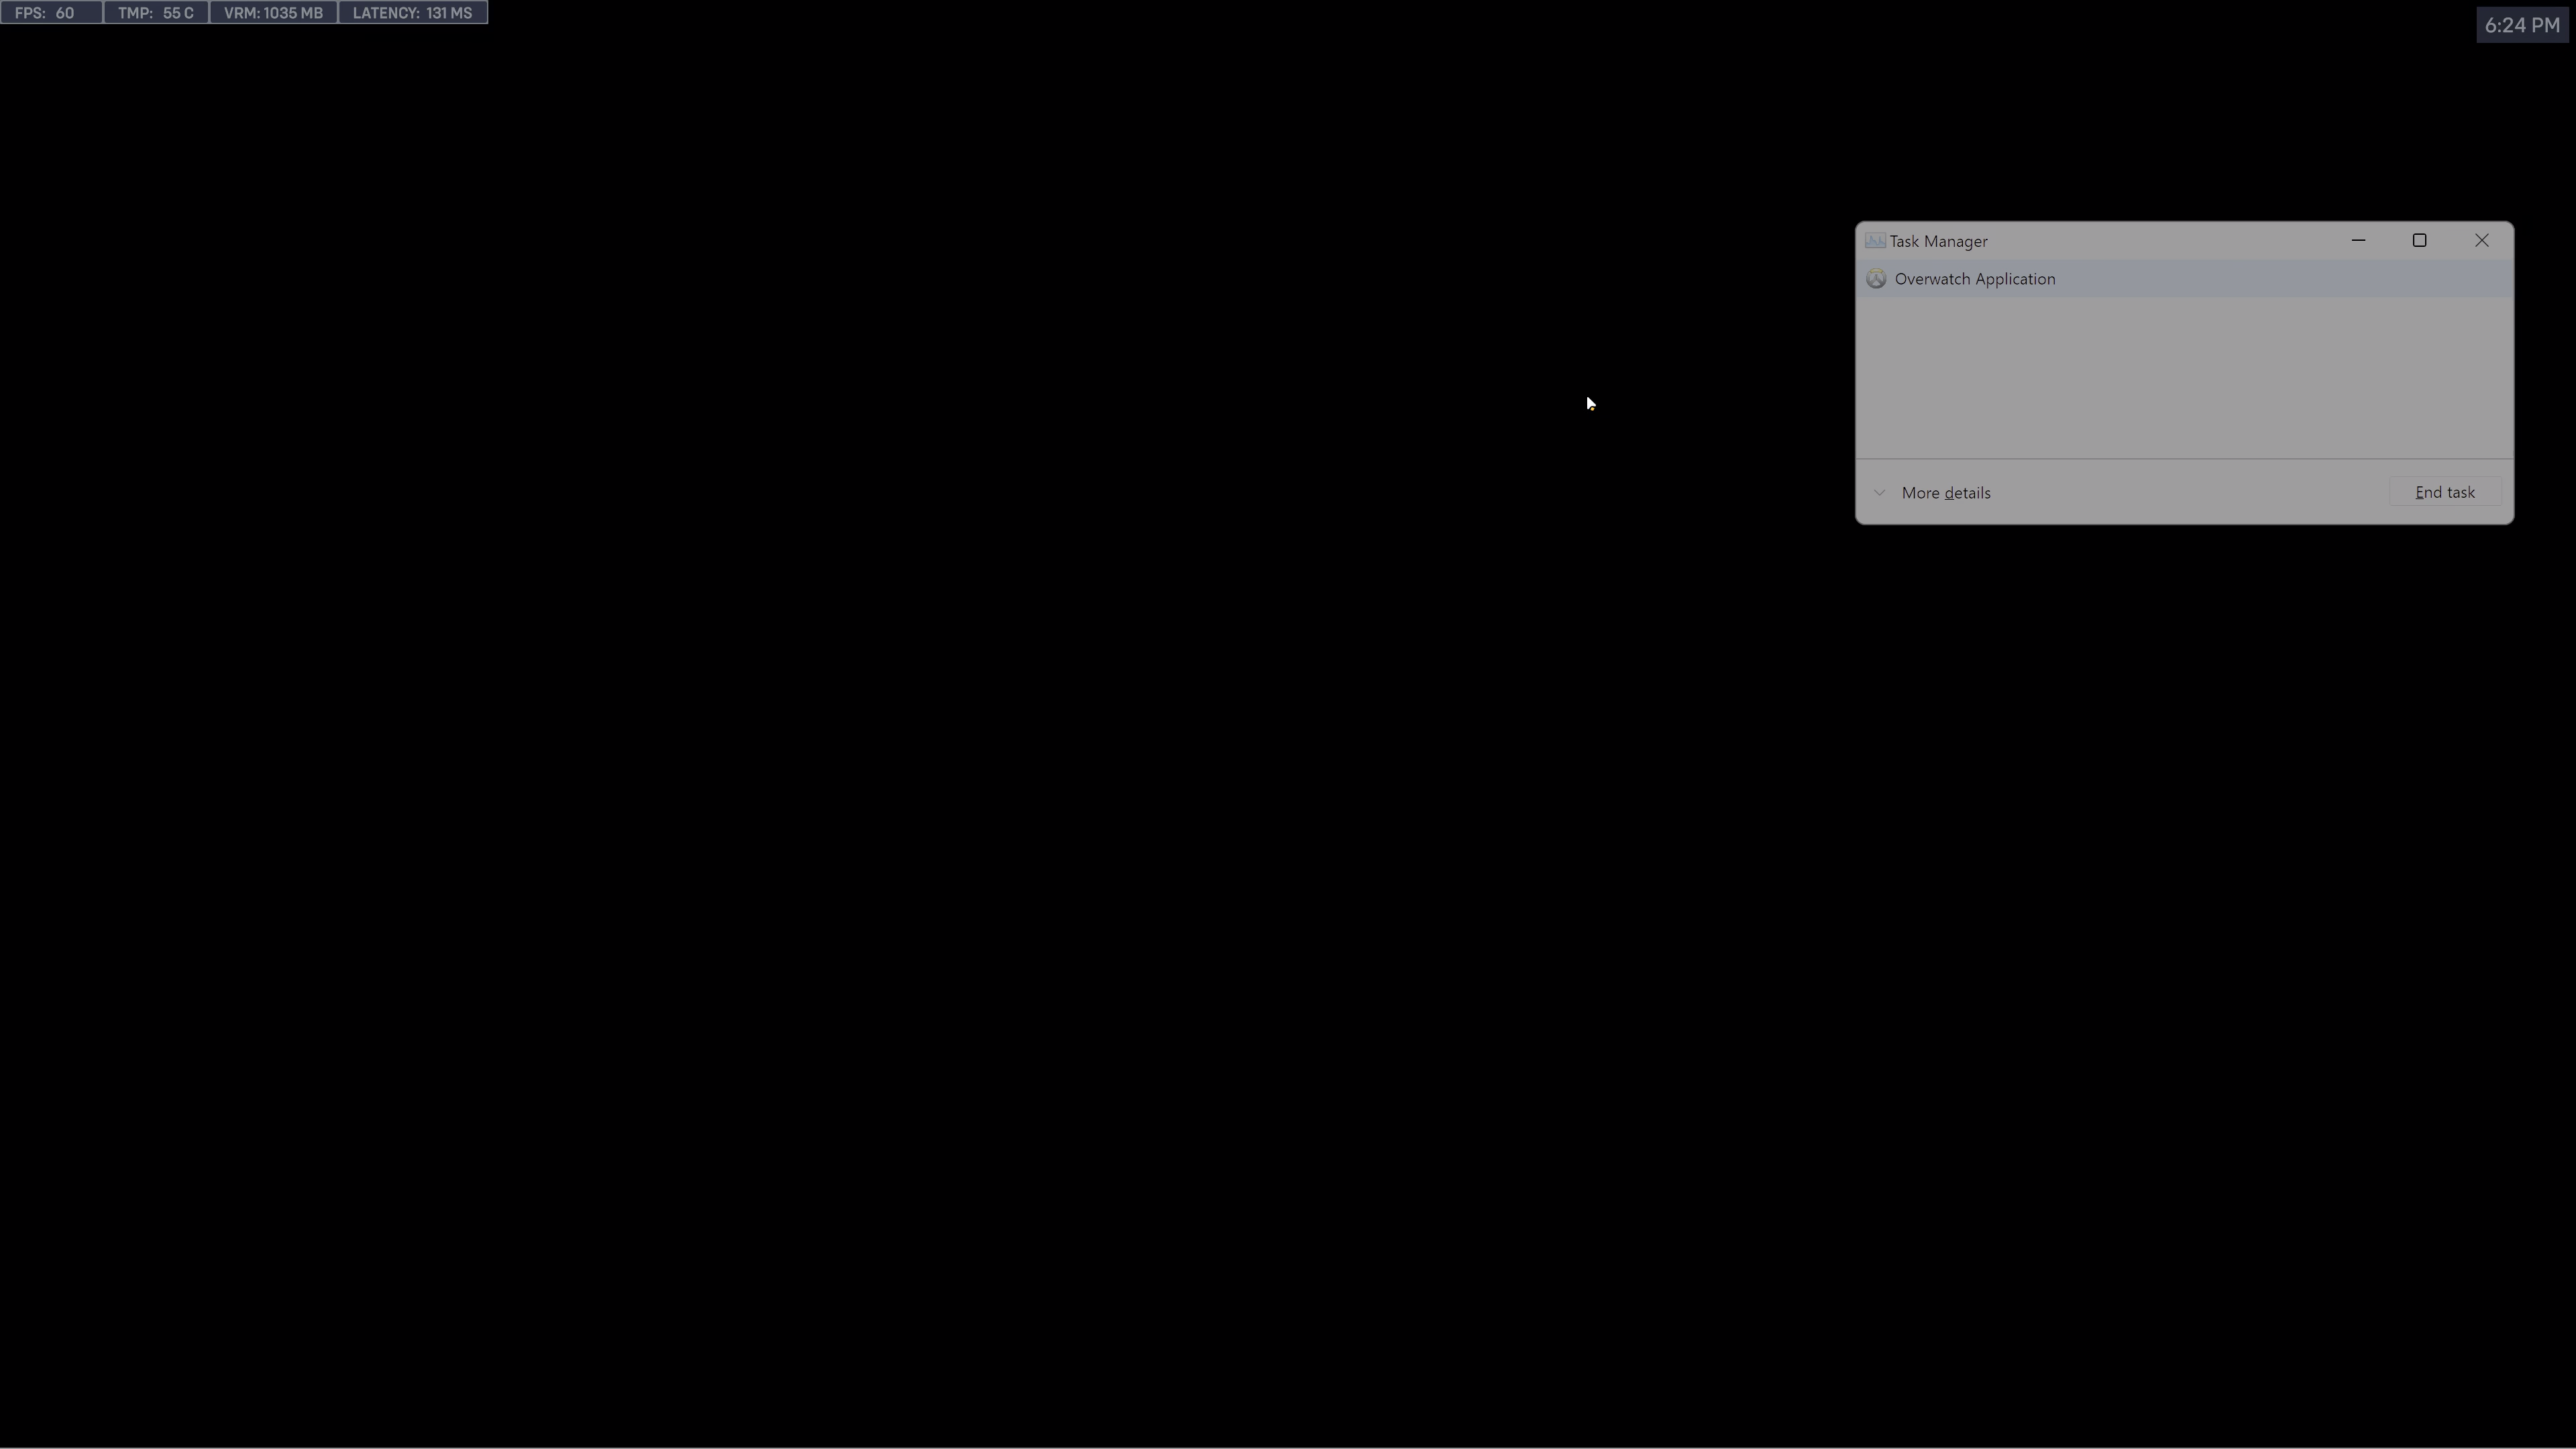 FPS: 60 TMP: 55 C VRM: 1035 MB LATENCY: 131 MS
6:24 PM
Task Manager
Overwatch Application
More details
End task